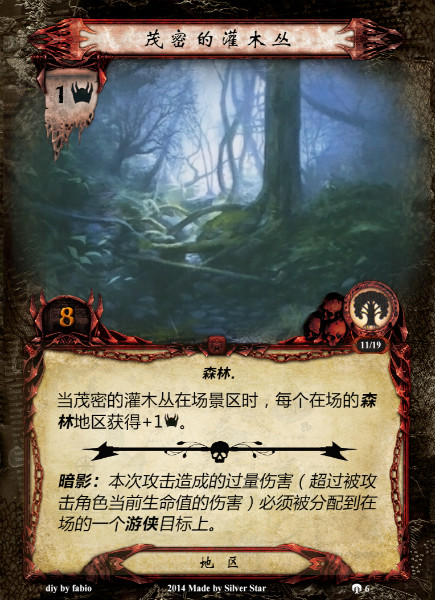 茂密的灌木丛
1
8
11/19
森林.
当茂密的灌木丛在场景区时，每个在场的森
林地区获得+1。
暗影：本次攻击造成的过量伤害（超过被攻
击角色当前生命值的伤害）必须被分配到在
场的一个游侠目标上。
地区
diy by fabio
2014 Made by Silver Star
6